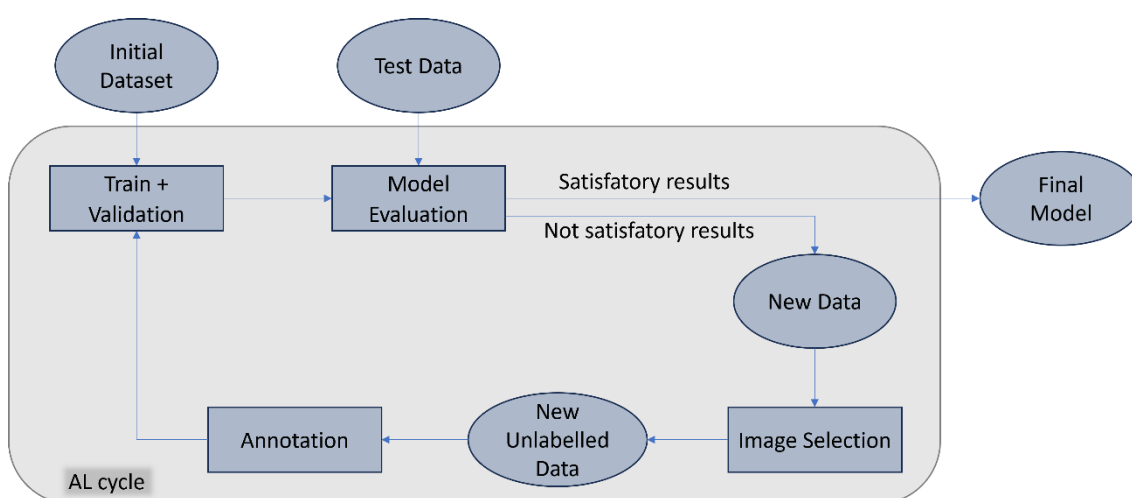 Initial
Dataset
Test Data
Train +
Validation
Model
Evaluation
Satisfactory results
Not satisfactory results
Final
Model
New Data
Annotation
New
Unlabelled
Data
Image Selection
AL cycle